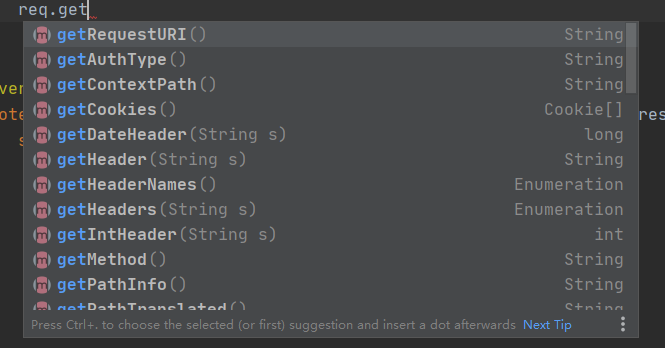 req.get
getRequestURI() String
getAuthType() String
getContextPath() String
ver
getCookies() Cookie[]
ote
res
getDateHeader(String s) long
s
getHeader(String s) String
getHeaderNames() Enumeration
getHeaders(String s) Enumeration
getIntHeader(String s) int
getMethod() String
getPathInfo() String
getPathTranslated() String
Press Ctrl+. to choose the selected (or first) suggestion and insert a dot afterwards Next Tip